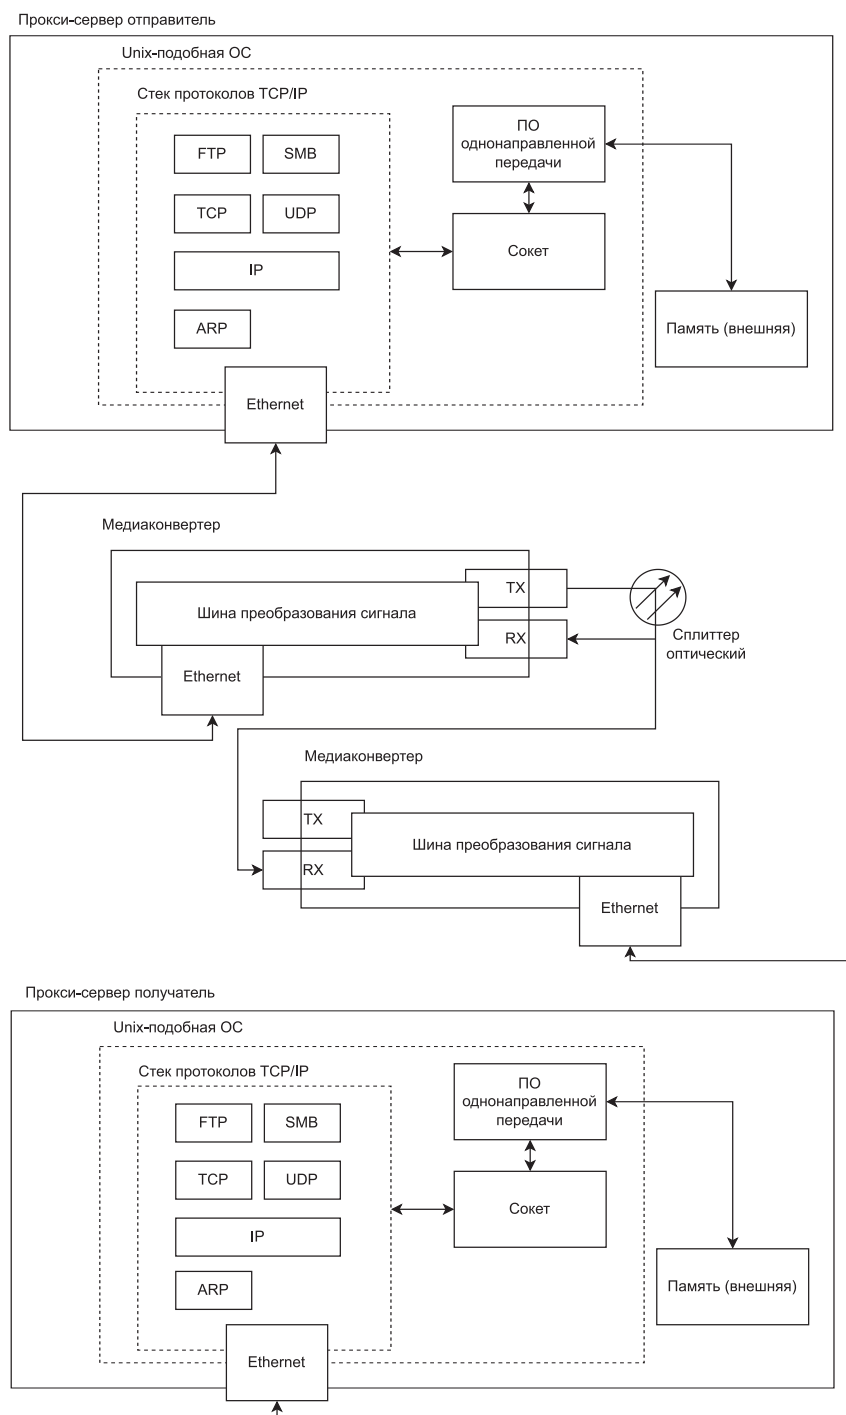 Прокси-сервер отправитель
Unix-подобная ОС
Стек протоколов TCP/IP
FTP
SMB
TCP
UDP
IP
ARP
Ethernet
ПО
однонаправленной
передачи
Сокет
Память (внешняя)
Медиаконвертер
Шина преобразования сигнала
TX
RX
Ethernet
Сплиттер
оптический
Медиаконвертер
TX
RX
Шина преобразования сигнала
Ethernet
Прокси-сервер получатель
Unix-подобная ОС
Стек протоколов TCP/IP
FTP
SMB
TCP
UDP
IP
ARP
Ethernet
ПО
однонаправленной
передачи
Сокет
Память (внешняя)